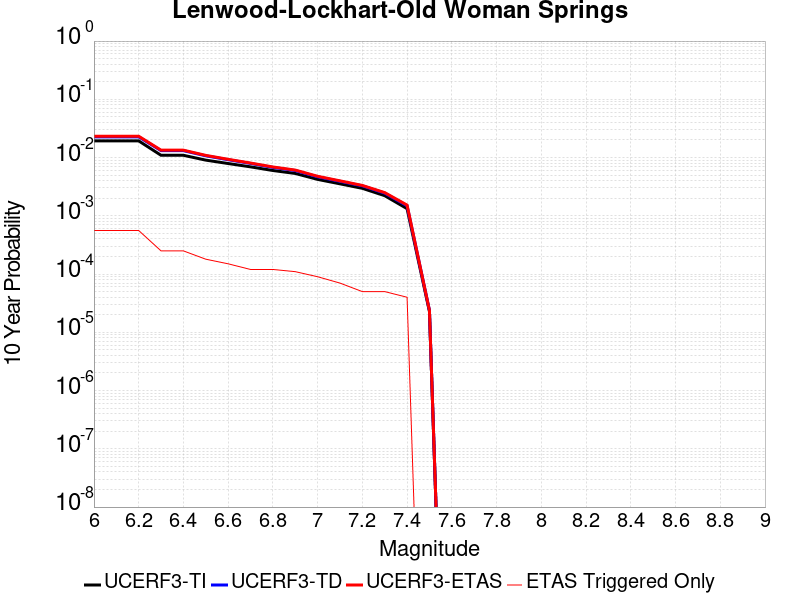 Lenwood-Lockhart-Old Woman Springs
10 Year Probability
10^0
10^-1
10^-2
10^-3
10^-4
10^-5
10^-6
10^-7
10^-8
6 6.2 6.4 6.6 6.8 7 7.2 7.4 7.6 7.8 8 8.2 8.4 8.6 8.8 9
Magnitude
UCERF3-TI UCERF3-TD UCERF3-ETAS ETAS Triggered Only